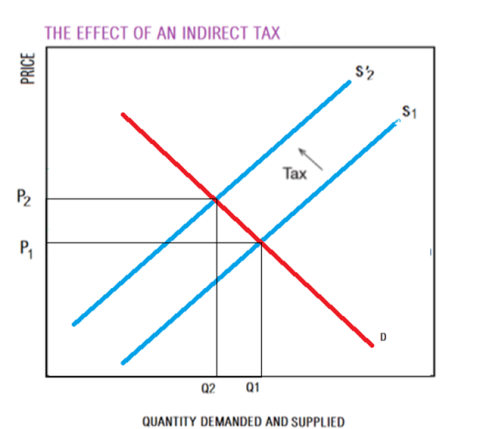 THE EFFECT OF AN INDIRECT TAX
PRICE
S'2
S1
Tax
P2
P1
D
Q2 Q1
QUANTITY DEMANDED AND SUPPLIED